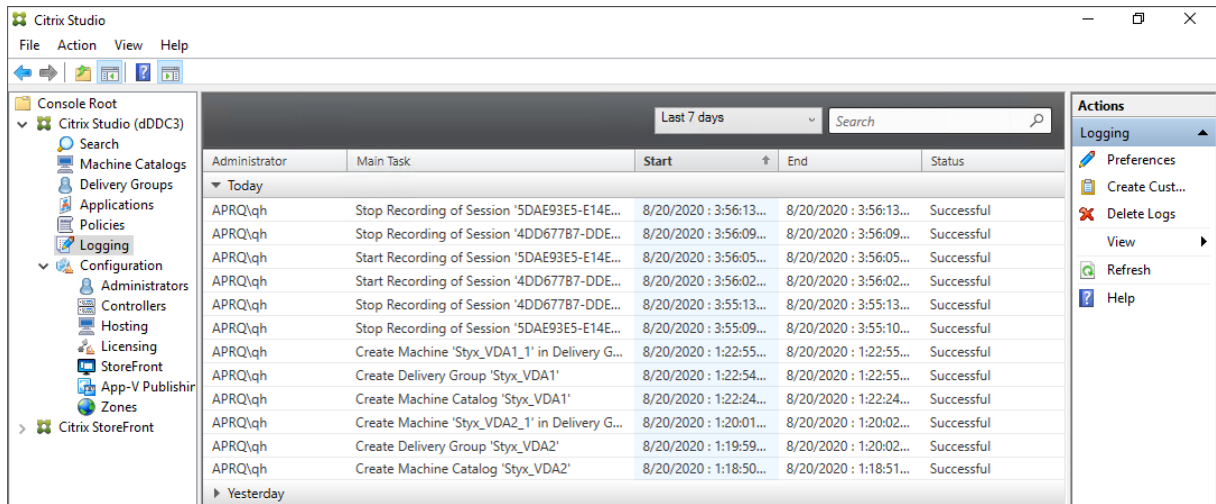 Citrix Studio
File Action View Help
Console Root
Citrix Studio (dDDC3)
Search
Machine Catalogs
Delivery Groups
Applications
Policies
Logging
Configuration
Administrators
Controllers
Hosting
Licensing
StoreFront
App-V Publishin
Zones
Citrix StoreFront
Last 7 days Search
Administrator Main Task Start End Status
Today
APRQ\qh Stop Recording of Session '5DAE93E5-E14E... 8/20/2020 : 3:56:13... 8/20/2020 : 3:56:13... Successful
APRQ\qh Stop Recording of Session '4DD677B7-DDE... 8/20/2020 : 3:56:09... 8/20/2020 : 3:56:09... Successful
APRQ\qh Start Recording of Session '5DAE93E5-E14E... 8/20/2020 : 3:56:05... 8/20/2020 : 3:56:05... Successful
APRQ\qh Start Recording of Session '4DD677B7-DDE... 8/20/2020 : 3:56:02... 8/20/2020 : 3:56:02... Successful
APRQ\qh Stop Recording of Session '4DD677B7-DDE... 8/20/2020 : 3:55:13... 8/20/2020 : 3:55:13... Successful
APRQ\qh Stop Recording of Session '5DAE93E5-E14E... 8/20/2020 : 3:55:09... 8/20/2020 : 3:55:10... Successful
APRQ\qh Create Machine 'Styx_VDA1_1' in Delivery G... 8/20/2020 : 1:22:55... 8/20/2020 : 1:22:55... Successful
APRQ\qh Create Delivery Group 'Styx_VDA1' 8/20/2020 : 1:22:54... 8/20/2020 : 1:22:55... Successful
APRQ\qh Create Machine Catalog 'Styx_VDA1' 8/20/2020 : 1:22:24... 8/20/2020 : 1:22:24... Successful
APRQ\qh Create Machine 'Styx_VDA2_1' in Delivery G... 8/20/2020 : 1:20:01... 8/20/2020 : 1:20:02... Successful
APRQ\qh Create Delivery Group 'Styx_VDA2' 8/20/2020 : 1:19:59... 8/20/2020 : 1:20:02... Successful
APRQ\qh Create Machine Catalog 'Styx_VDA2' 8/20/2020 : 1:18:50... 8/20/2020 : 1:18:51... Successful
Yesterday
Actions
Logging
Preferences
Create Cust...
Delete Logs
View
Refresh
Help